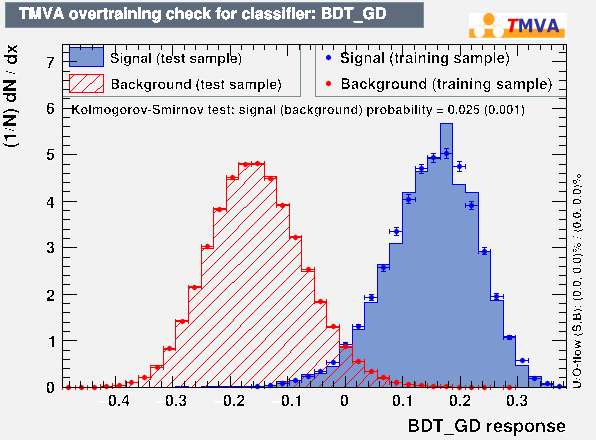 TMVA overtraining check for classifier: BDT_GD
TMVA
Signal (test sample)
Background (test sample)
Signal (training sample)
Background (training sample)
Kolmogorov-Smirnov test: signal (background) probability = 0.025 (0.001)
(1/N) dN / dx
7
6
5
4
3
2
1
0
-0.4 -0.3 -0.2 -0.1 0 0.1 0.2 0.3
BDT_GD response
U/O-flow (S,B): (0.0, 0.0)% / (0.0, 0.0)%